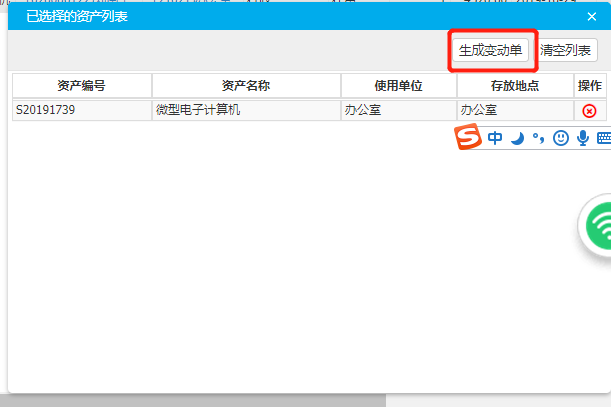 已选择的资产列表
生成变动单 清空列表
资产编号 资产名称 使用单位 存放地点 操作
S20191739 微型电子计算机 办公室 办公室
S 中